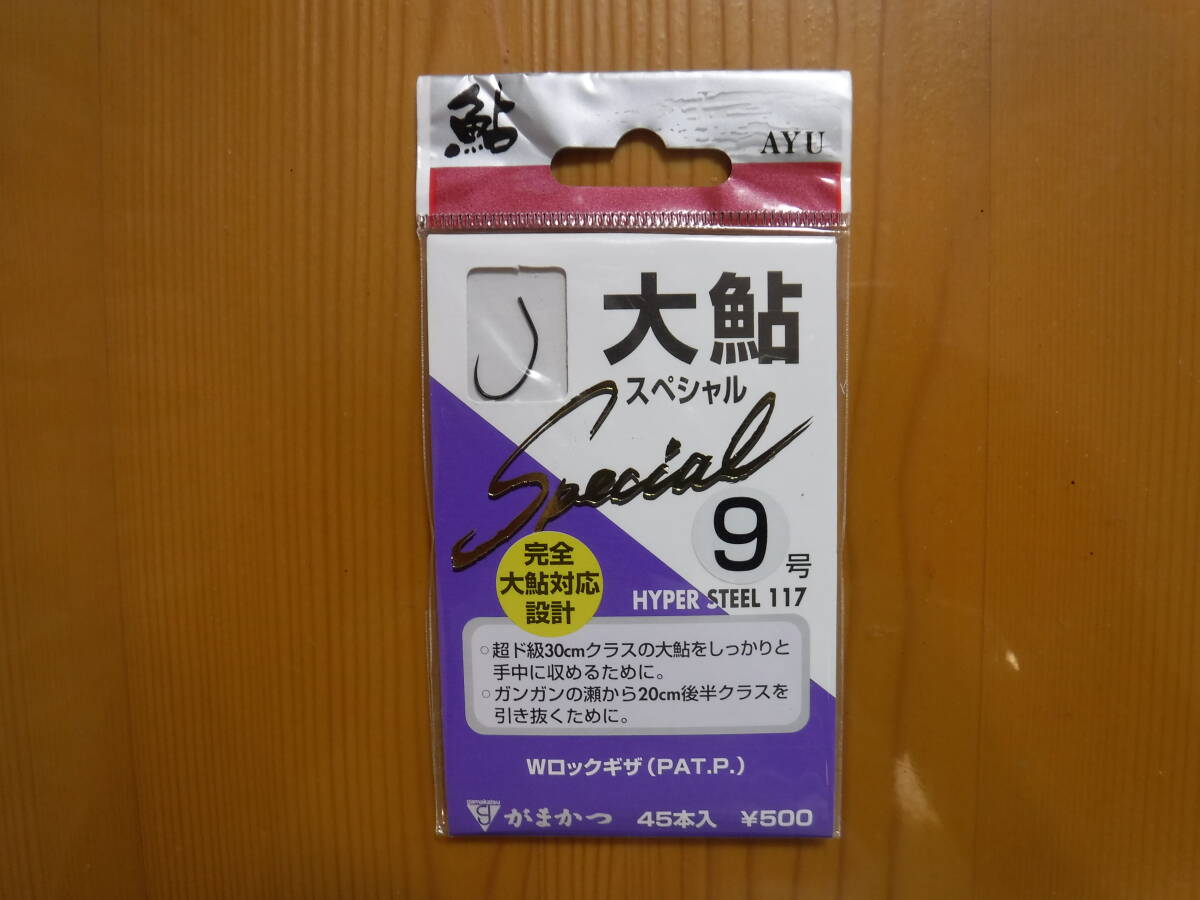 鮎
AYU
大鮎
スペシャル
Special
9号
HYPER STEEL 117
完全
大鮎対応
設計
○超ド級30cmクラスの大鮎をしっかりと
手中に収めるために。
○ガンガンの瀬から20cm後半クラスを
引き抜くために。
Wロックギザ(PAT.P.)
gamakatsu
g
がまかつ 45本入 ¥500